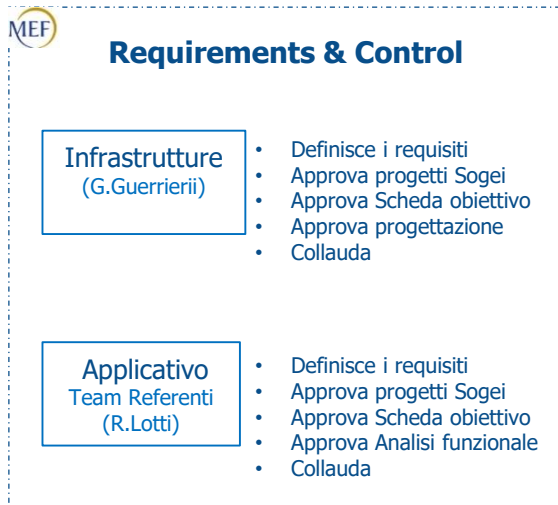 MEF
Requirements & Control
Infrastrutture
(G.Guerrierii)
• Definisce i requisiti
• Approva progetti Sogei
• Approva Scheda obiettivo
• Approva progettazione
• Collauda
Applicativo
Team Referenti
(R.Lotti)
• Definisce i requisiti
• Approva progetti Sogei
• Approva Scheda obiettivo
• Approva Analisi funzionale
• Collauda